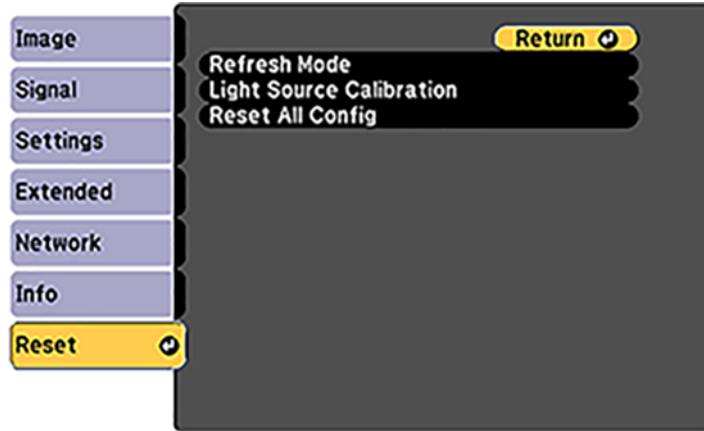 Image
Signal
Settings
Extended
Network
Info
Reset
Return
Refresh Mode
Light Source Calibration
Reset All Config